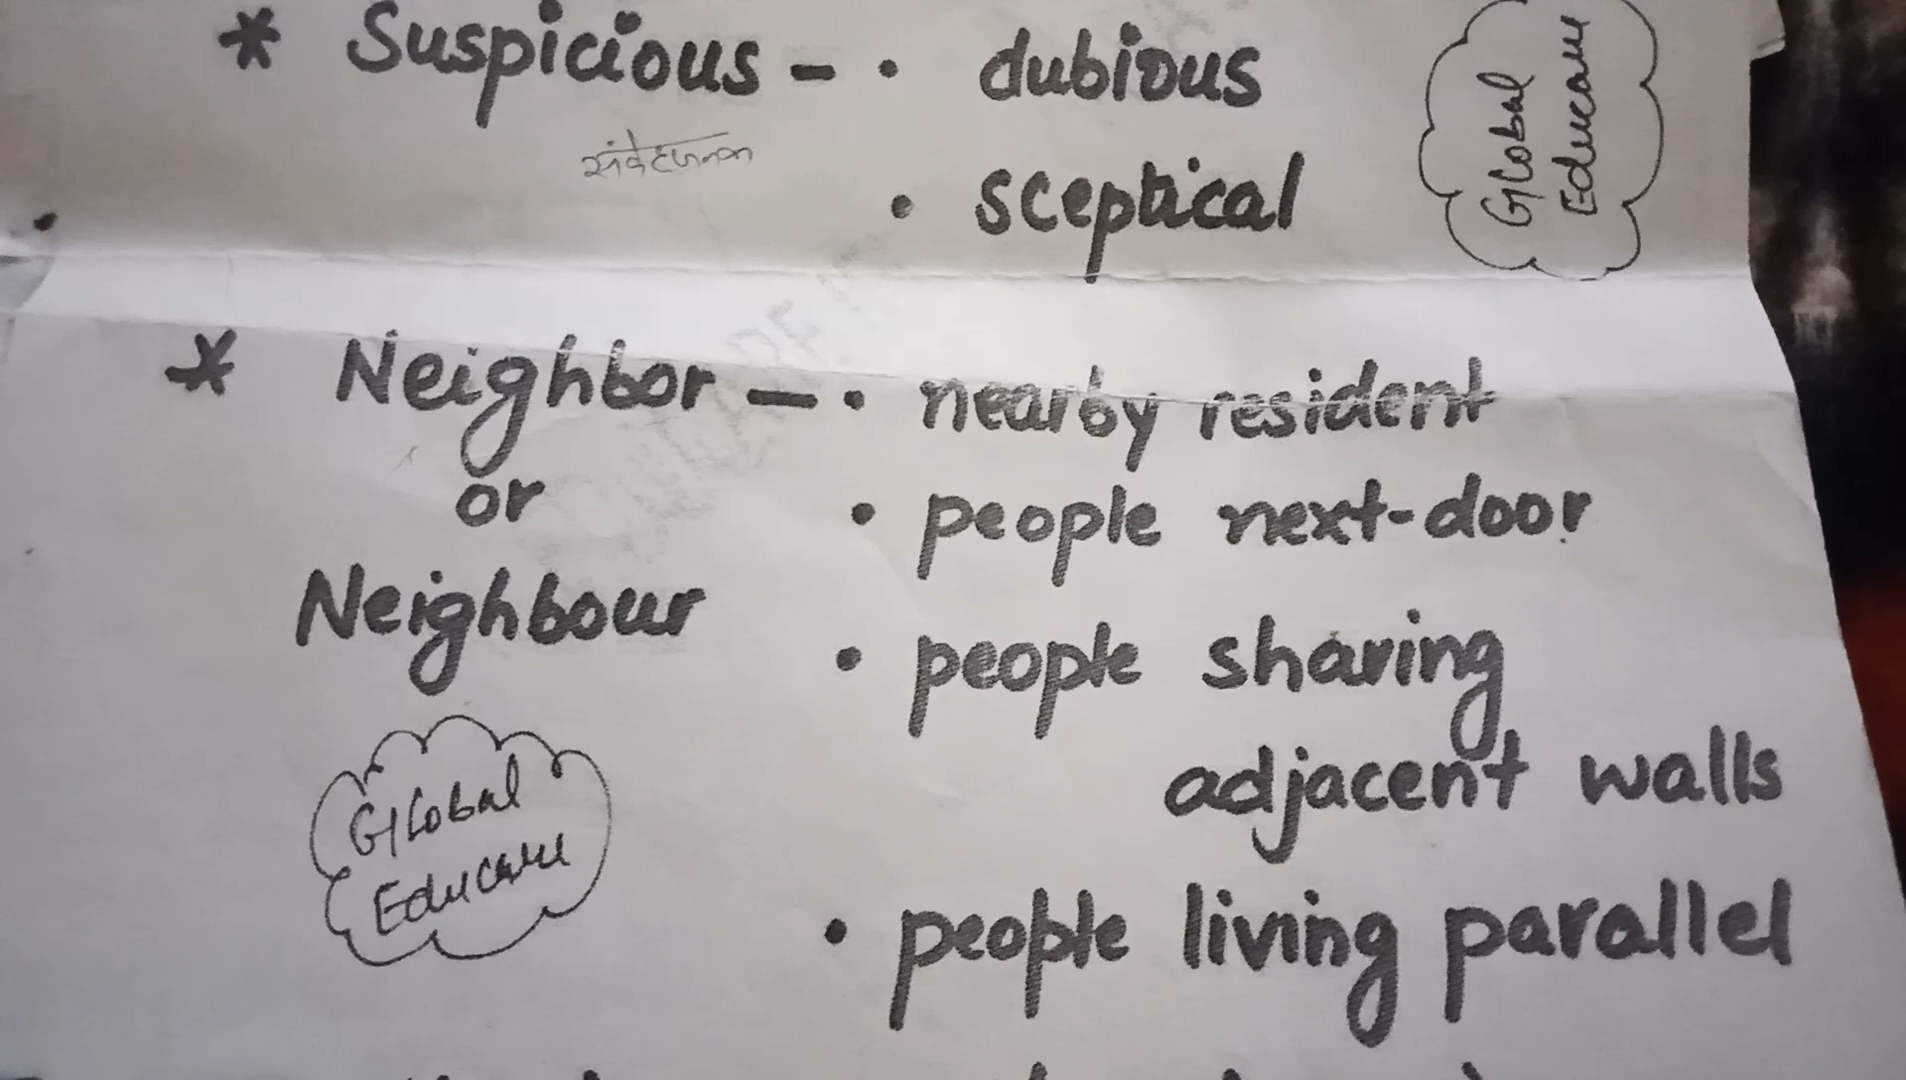 * Suspicious - • dubious
संदेहजनक
• sceptical
Global
Educare
* Neighbor - • nearby resident
or
• people next-door
Neighbour
• people sharing
adjacent walls
Global
Educare
• people living parallel